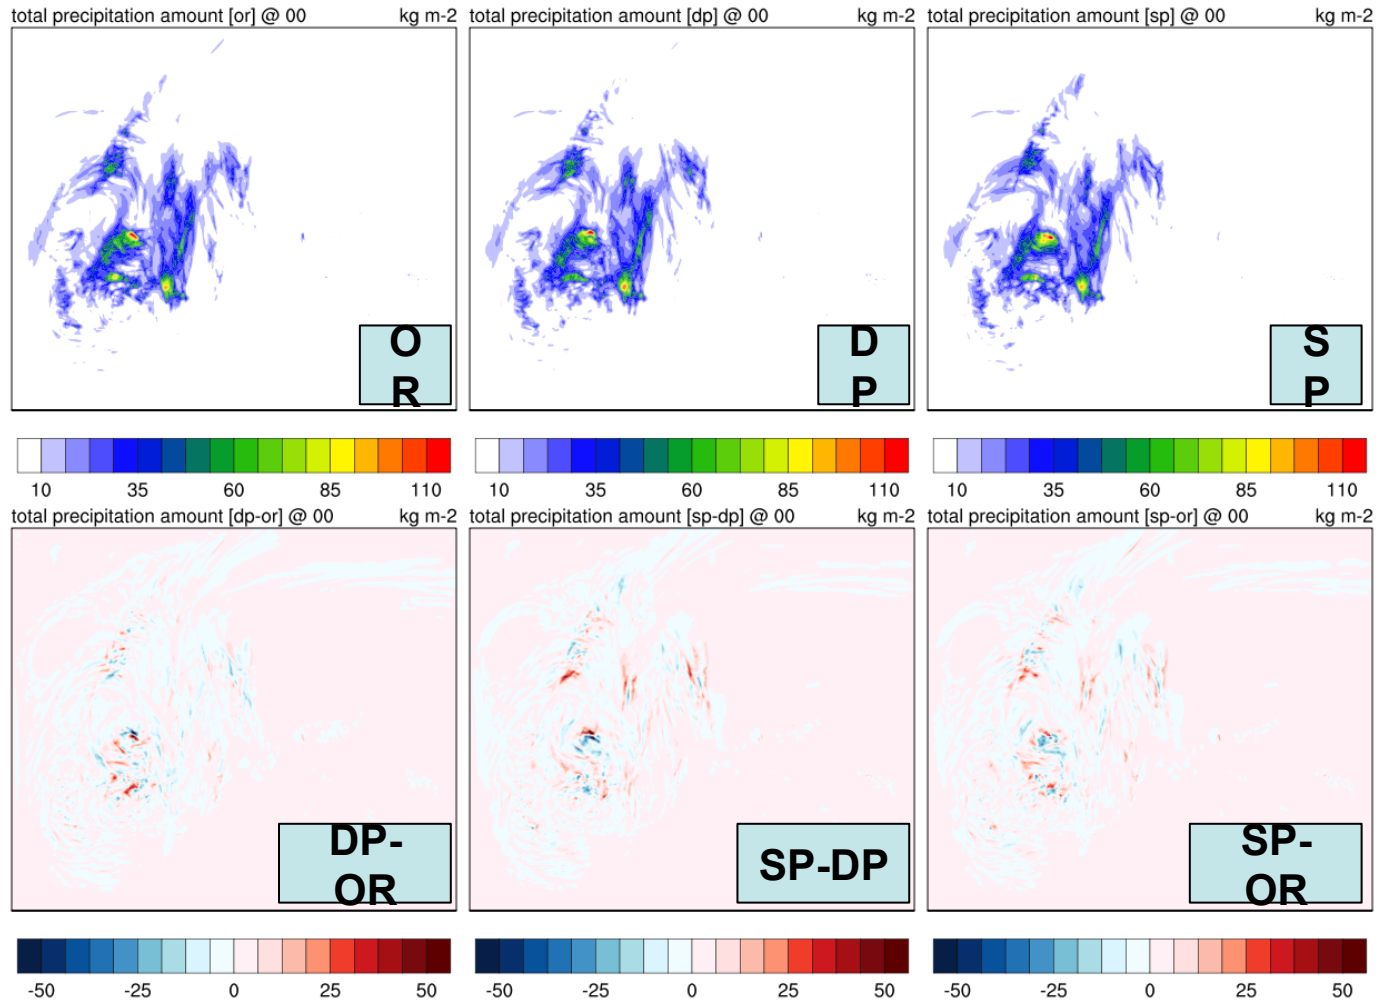 total precipitation amount [or] @ 00 kg m-2
total precipitation amount [dp] @ 00 kg m-2
total precipitation amount [sp] @ 00 kg m-2
O
R
D
P
S
P
10 35 60 85 110
10 35 60 85 110
10 35 60 85 110
total precipitation amount [dp-or] @ 00 kg m-2
total precipitation amount [sp-dp] @ 00 kg m-2
total precipitation amount [sp-or] @ 00 kg m-2
DP-
OR
SP-DP
SP-
OR
-50 -25 0 25 50
-50 -25 0 25 50
-50 -25 0 25 50